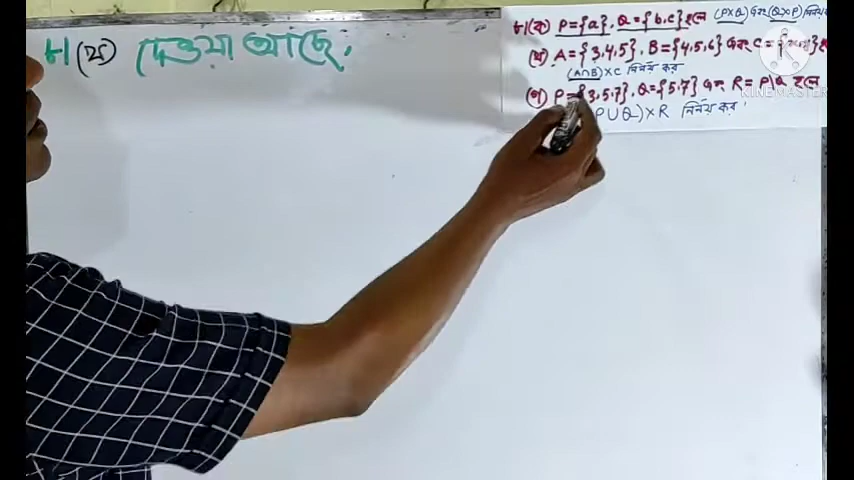 ৮।(খ) দেওয়া আছে,
৮।(ক) P={a}, Q={b,c} হলে (P×Q) এবং (Q×P) নির্ণয়
(খ) A={3,4,5}, B={4,5,6} এবং C={
(A∩B)×C নির্ণয় কর
(গ) P={3,5,7}, Q={5,7} এবং R=P\Q হলে
P∪Q)×R নির্ণয় কর।
KINEMASTER